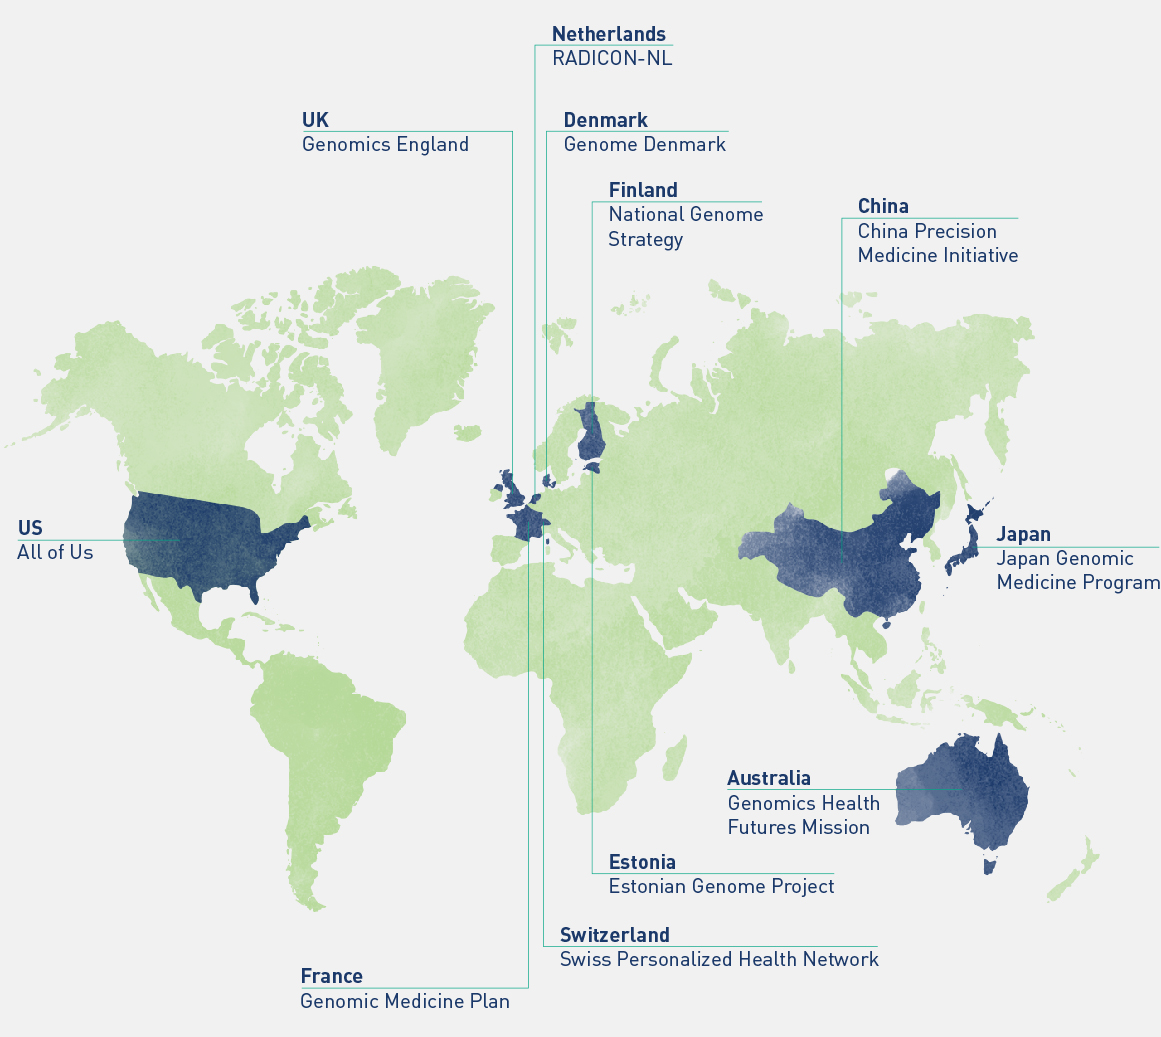 Netherlands
RADICON-NL
UK
Genomics England
Denmark
Genome Denmark
Finland
National Genome
Strategy
China
China Precision
Medicine Initiative
US
All of Us
Japan
Japan Genomic
Medicine Program
Australia
Genomics Health
Futures Mission
Estonia
Estonian Genome Project
Switzerland
Swiss Personalized Health Network
France
Genomic Medicine Plan